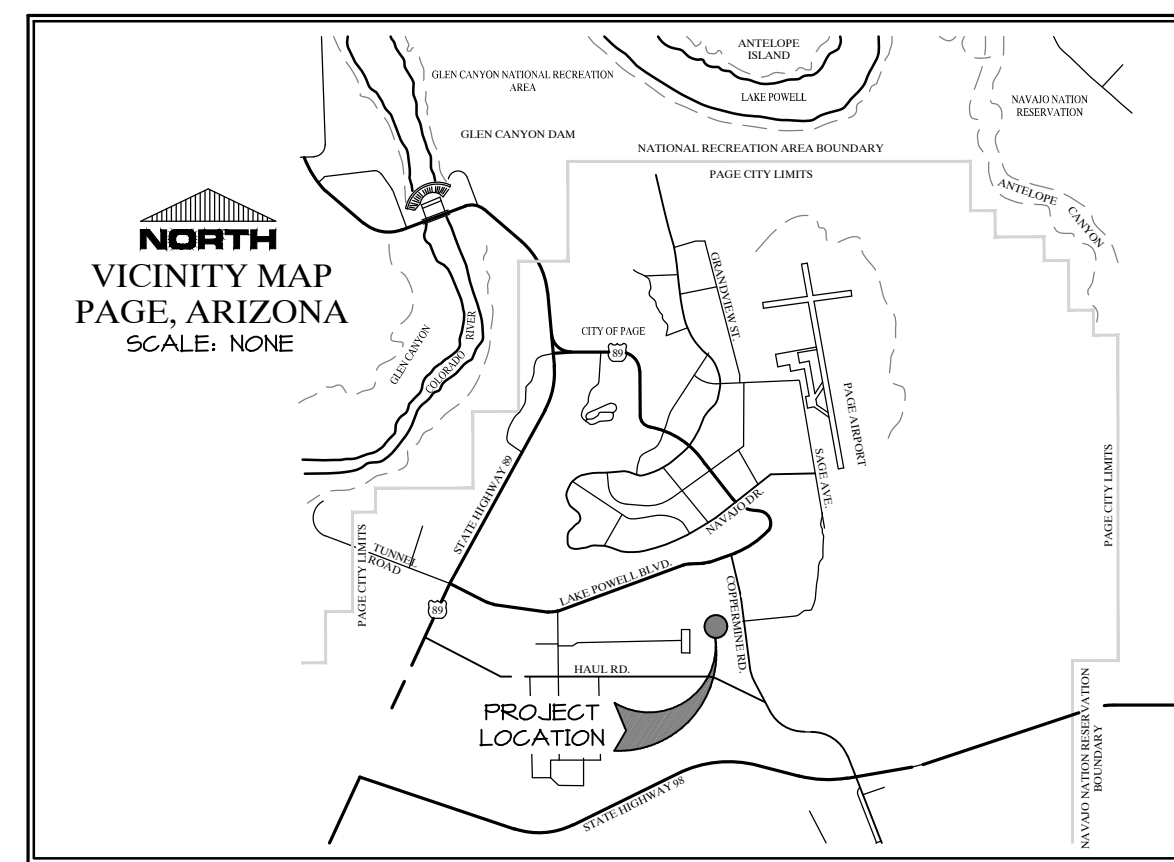 ANTELOPE
ISLAND
GLEN CANYON NATIONAL RECREATION
AREA
LAKE POWELL
NAVAJO NATION
RESERVATION
GLEN CANYON DAM
NATIONAL RECREATION AREA BOUNDARY
PAGE CITY LIMITS
ANTELOPE CANYON
NORTH
VICINITY MAP
PAGE, ARIZONA
SCALE: NONE
GRANDVIEW ST.
CITY OF PAGE
89
GLEN CANYON
COLORADO RIVER
PAGE AIRPORT
SAGE AVE.
STATE HIGHWAY 89
NAVAJO DR.
PAGE CITY LIMITS
PAGE CITY LIMITS
TUNNEL
ROAD
LAKE POWELL BLVD.
89
COPPERMINE RD.
HAUL RD.
PROJECT
LOCATION
STATE HIGHWAY 98
NAVAJO NATION RESERVATION
BOUNDARY